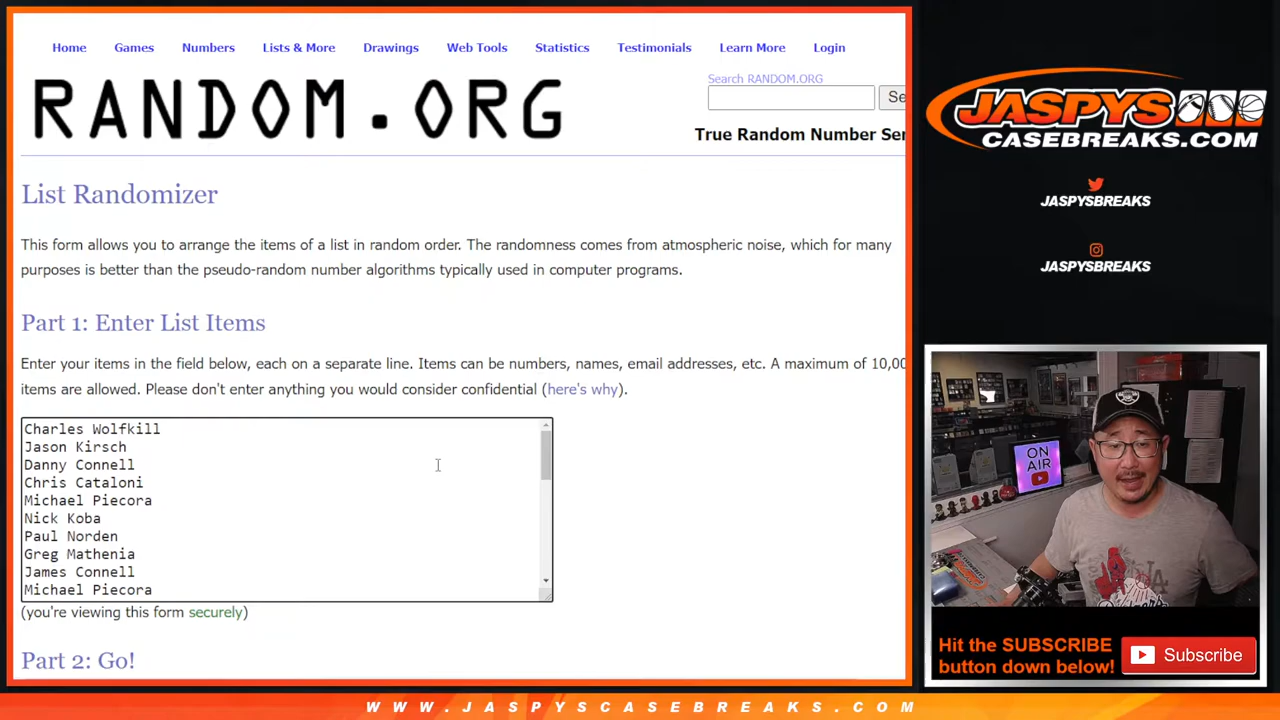 Home Games Numbers Lists & More Drawings Web Tools Statistics Testimonials Learn More Login
RANDOM.ORG
Search RANDOM.ORG
Se
True Random Number Ser
List Randomizer
This form allows you to arrange the items of a list in random order. The randomness comes from atmospheric noise, which for many
purposes is better than the pseudo-random number algorithms typically used in computer programs.
Part 1: Enter List Items
Enter your items in the field below, each on a separate line. Items can be numbers, names, email addresses, etc. A maximum of 10,00
items are allowed. Please don't enter anything you would consider confidential (here's why).
Charles Wolfkill
Jason Kirsch
Danny Connell
Chris Cataloni
Michael Piecora
Nick Koba
Paul Norden
Greg Mathenia
James Connell
Michael Piecora
(you're viewing this form securely)
Part 2: Go!
JASPYS
CASEBREAKS.COM
JASPYSBREAKS
JASPYSBREAKS
ON
AIR
Hit the SUBSCRIBE
button down below!
Subscribe
WWW.JASPYSCASEBREAKS.COM